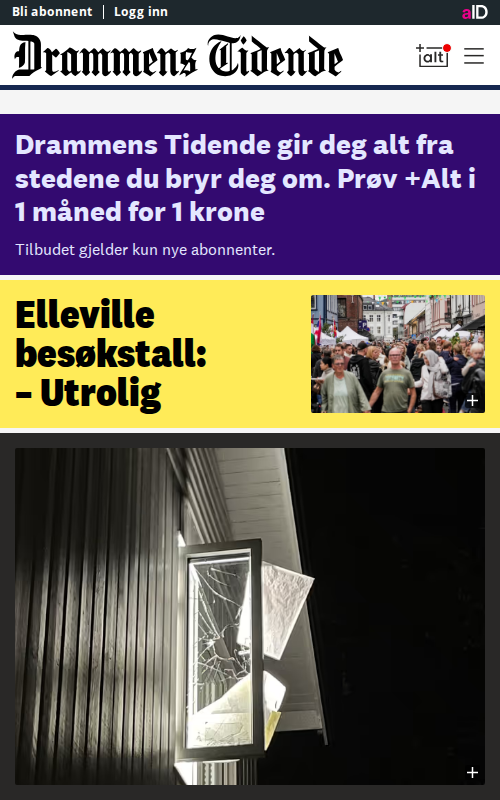 Bli abonnent
Logg inn
aID
Drammens Tidende
+alt
Drammens Tidende gir deg alt fra
stedene du bryr deg om. Prøv +Alt i
1 måned for 1 krone
Tilbudet gjelder kun nye abonnenter.
Elleville
besøkstall:
– Utrolig
+
+